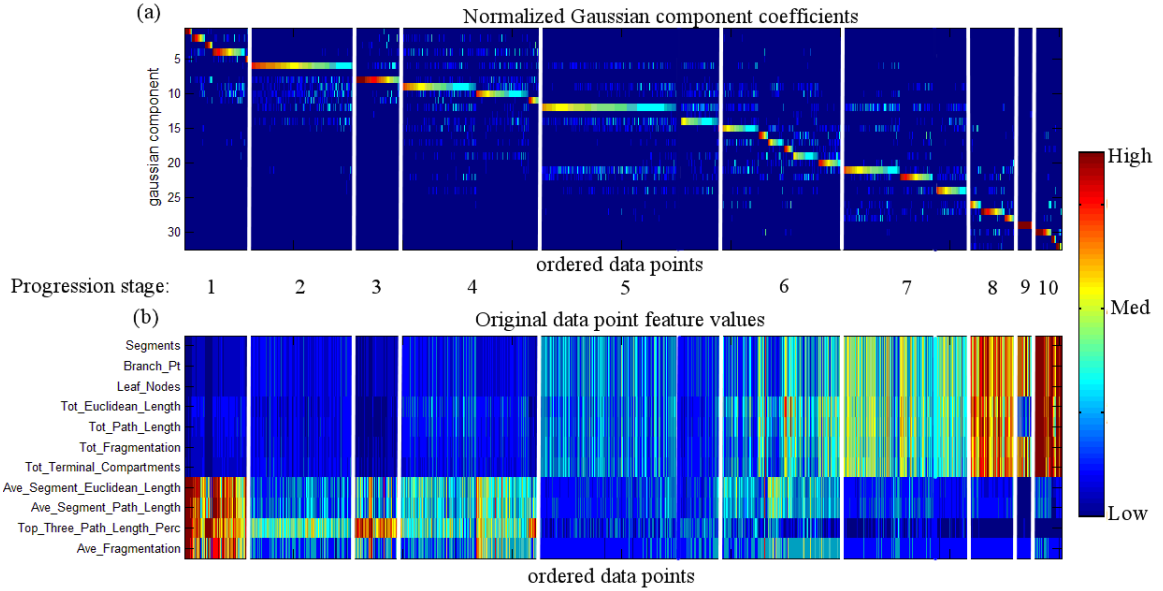 (a) Normalized Gaussian component coefficients
gaussian component
5
10
15
20
25
30
ordered data points
Progression stage: 1 2 3 4 5 6 7 8 9 10
(b) Original data point feature values
Segments
Branch_Pt
Leaf_Nodes
Tot_Euclidean_Length
Tot_Path_Length
Tot_Fragmentation
Tot_Terminal_Compartments
Ave_Segment_Euclidean_Length
Ave_Segment_Path_Length
Top_Three_Path_Length_Perc
Ave_Fragmentation
ordered data points
High
Med
Low